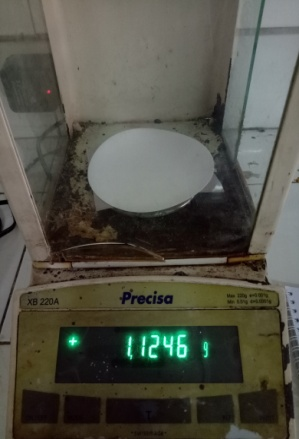 XB 220A
Precisa
+ 1.1246 g